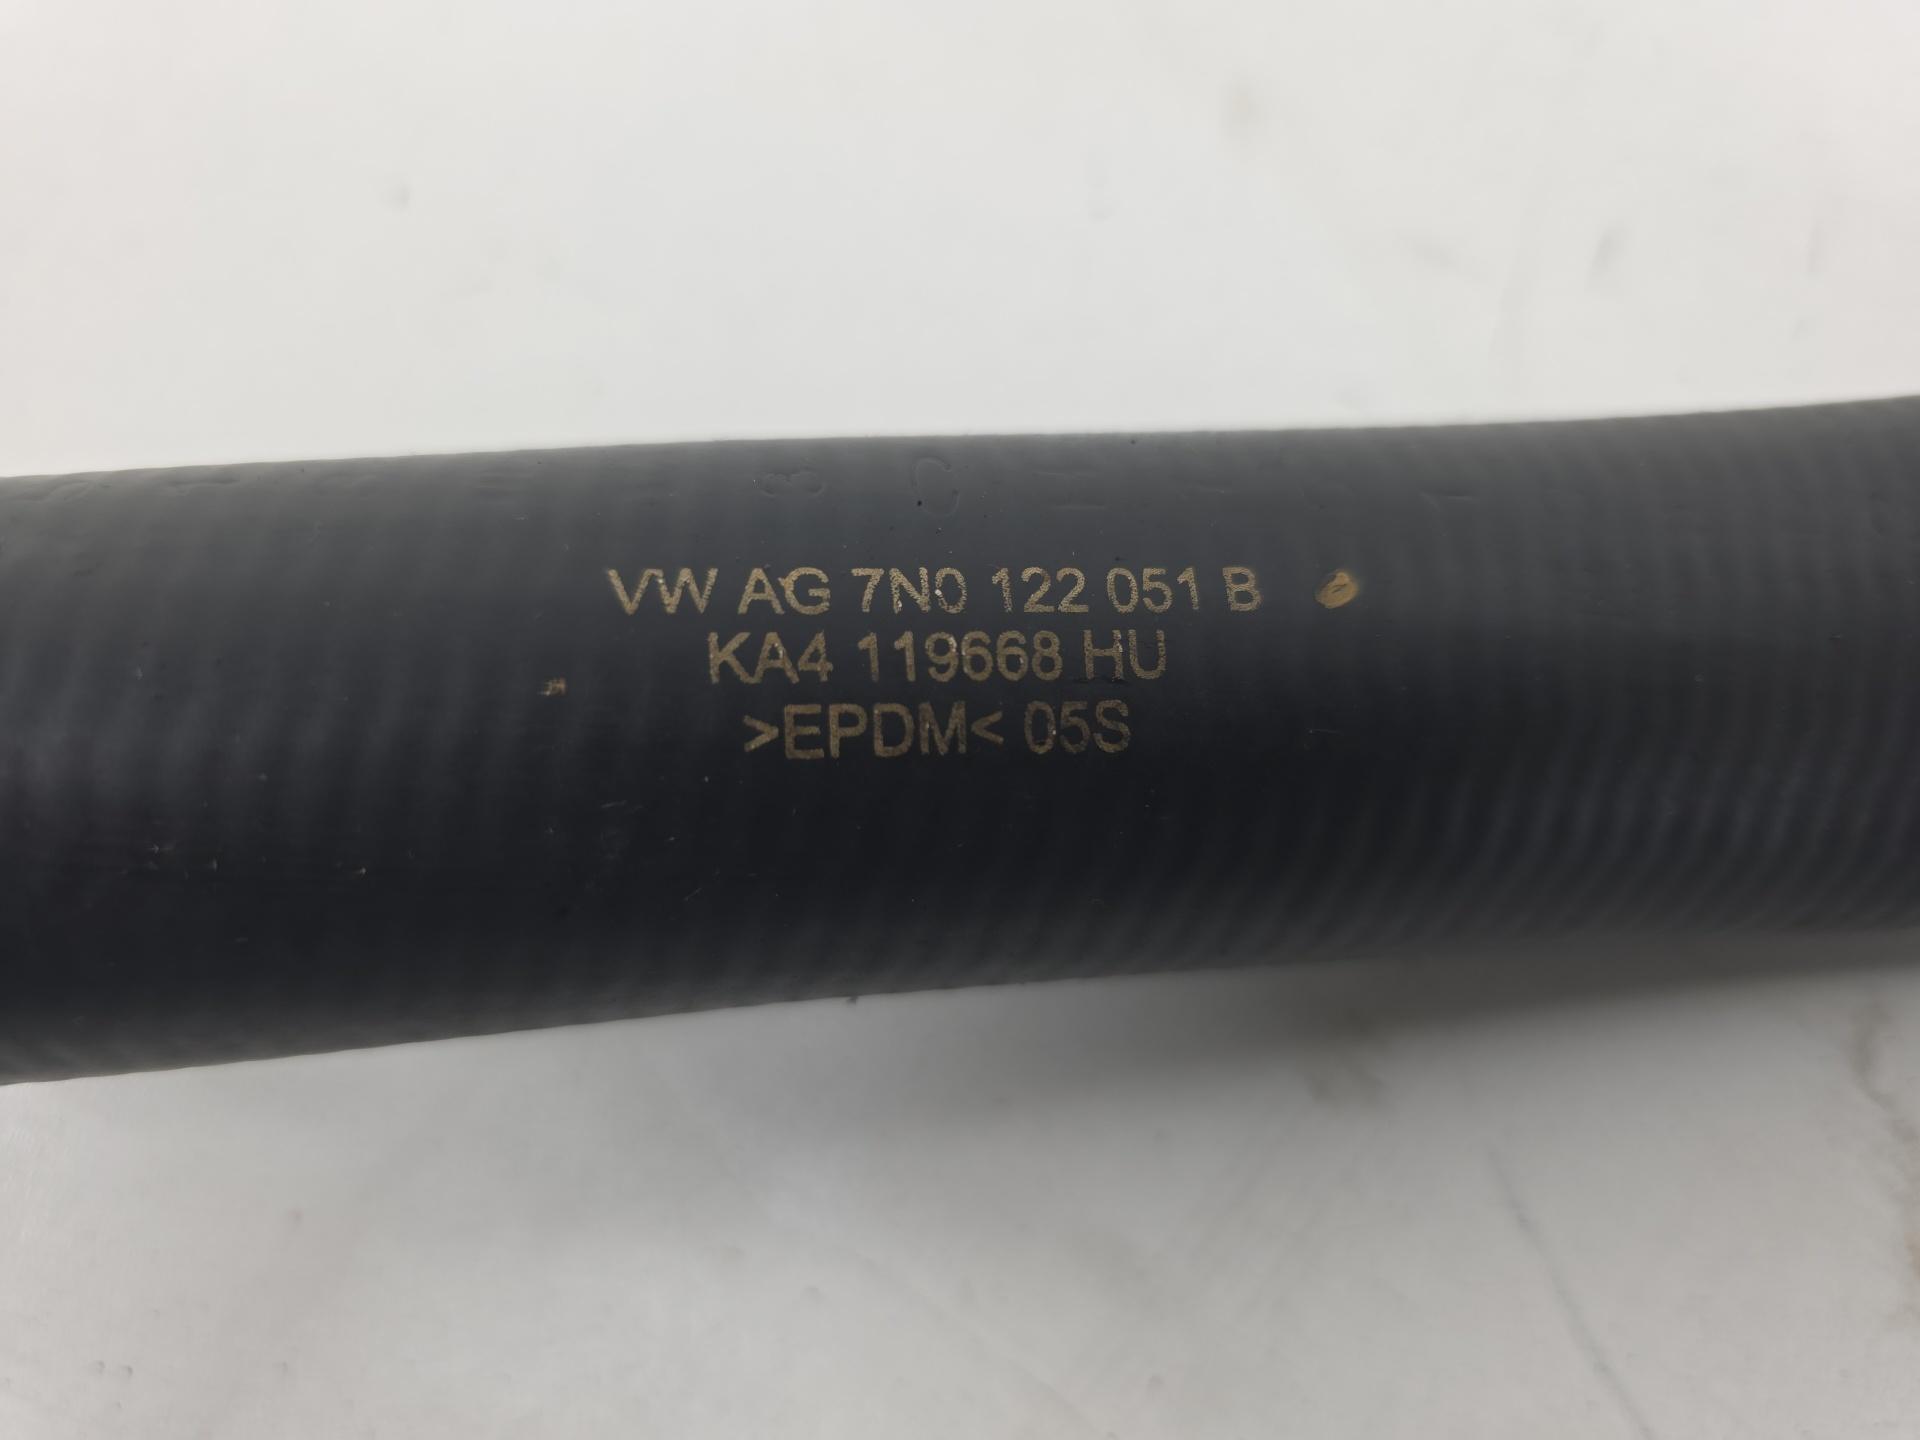 VW AG 7N0 122 051 B
KA4 119668 HU
>EPDM< 05S